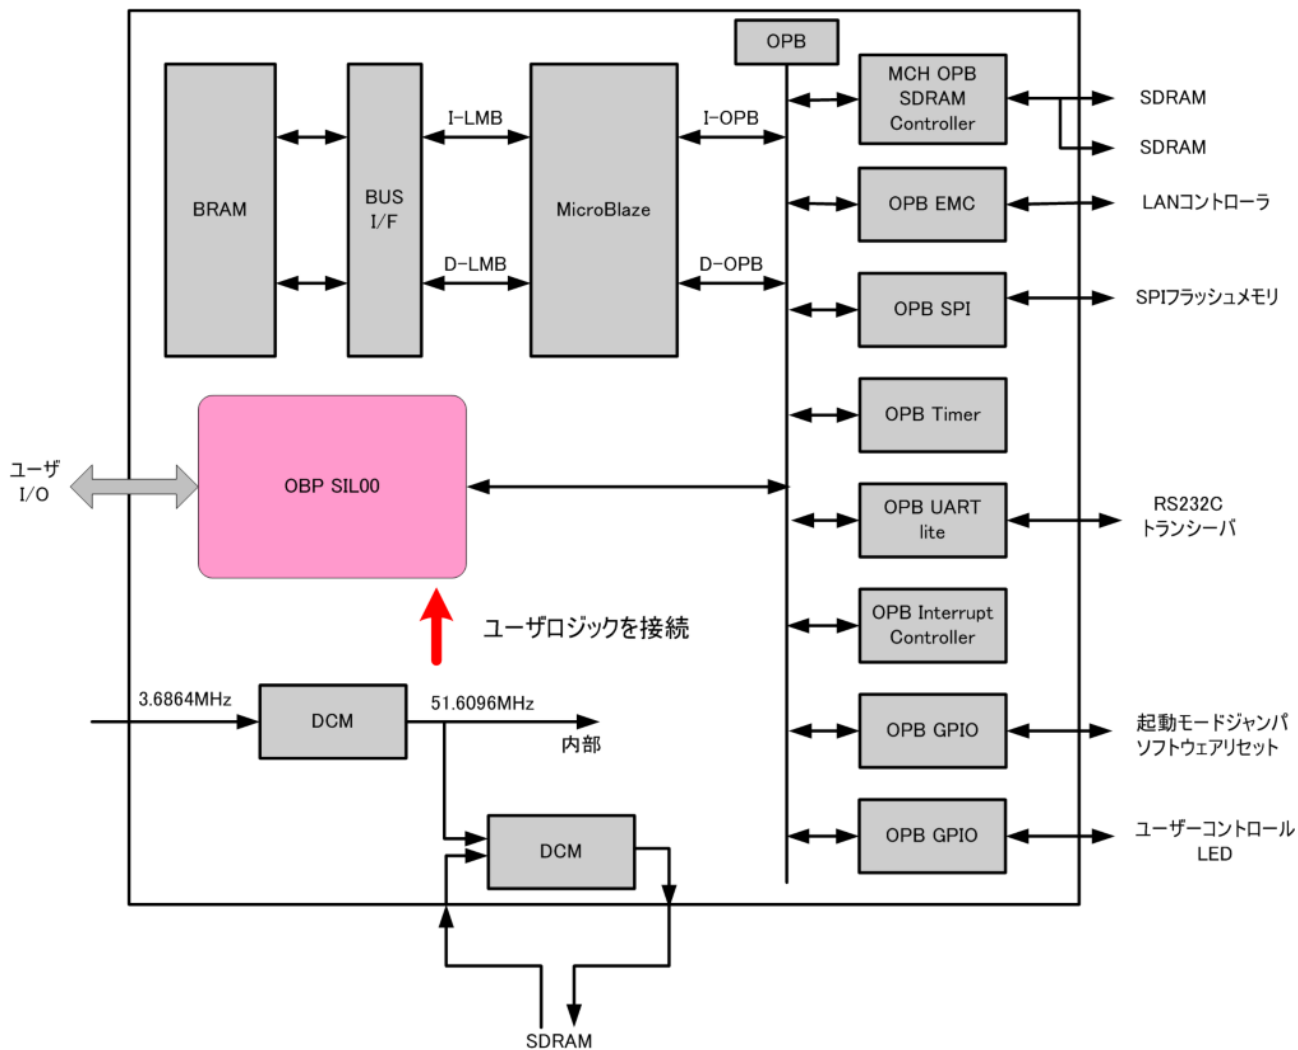 OPB
MCH OPB
SDRAM
Controller
SDRAM
SDRAM
I-LMB
I-OPB
BRAM
BUS
I/F
MicroBlaze
OPB EMC
LANコントローラ
D-LMB
D-OPB
OPB SPI
SPIフラッシュメモリ
OPB Timer
ユーザ
I/O
OBP SIL00
OPB UART
lite
RS232C
トランシーバ
ユーザロジックを接続
OPB Interrupt
Controller
3.6864MHz
DCM
51.6096MHz
内部
OPB GPIO
起動モードジャンパ
ソフトウェアリセット
DCM
OPB GPIO
ユーザーコントロール
LED
SDRAM